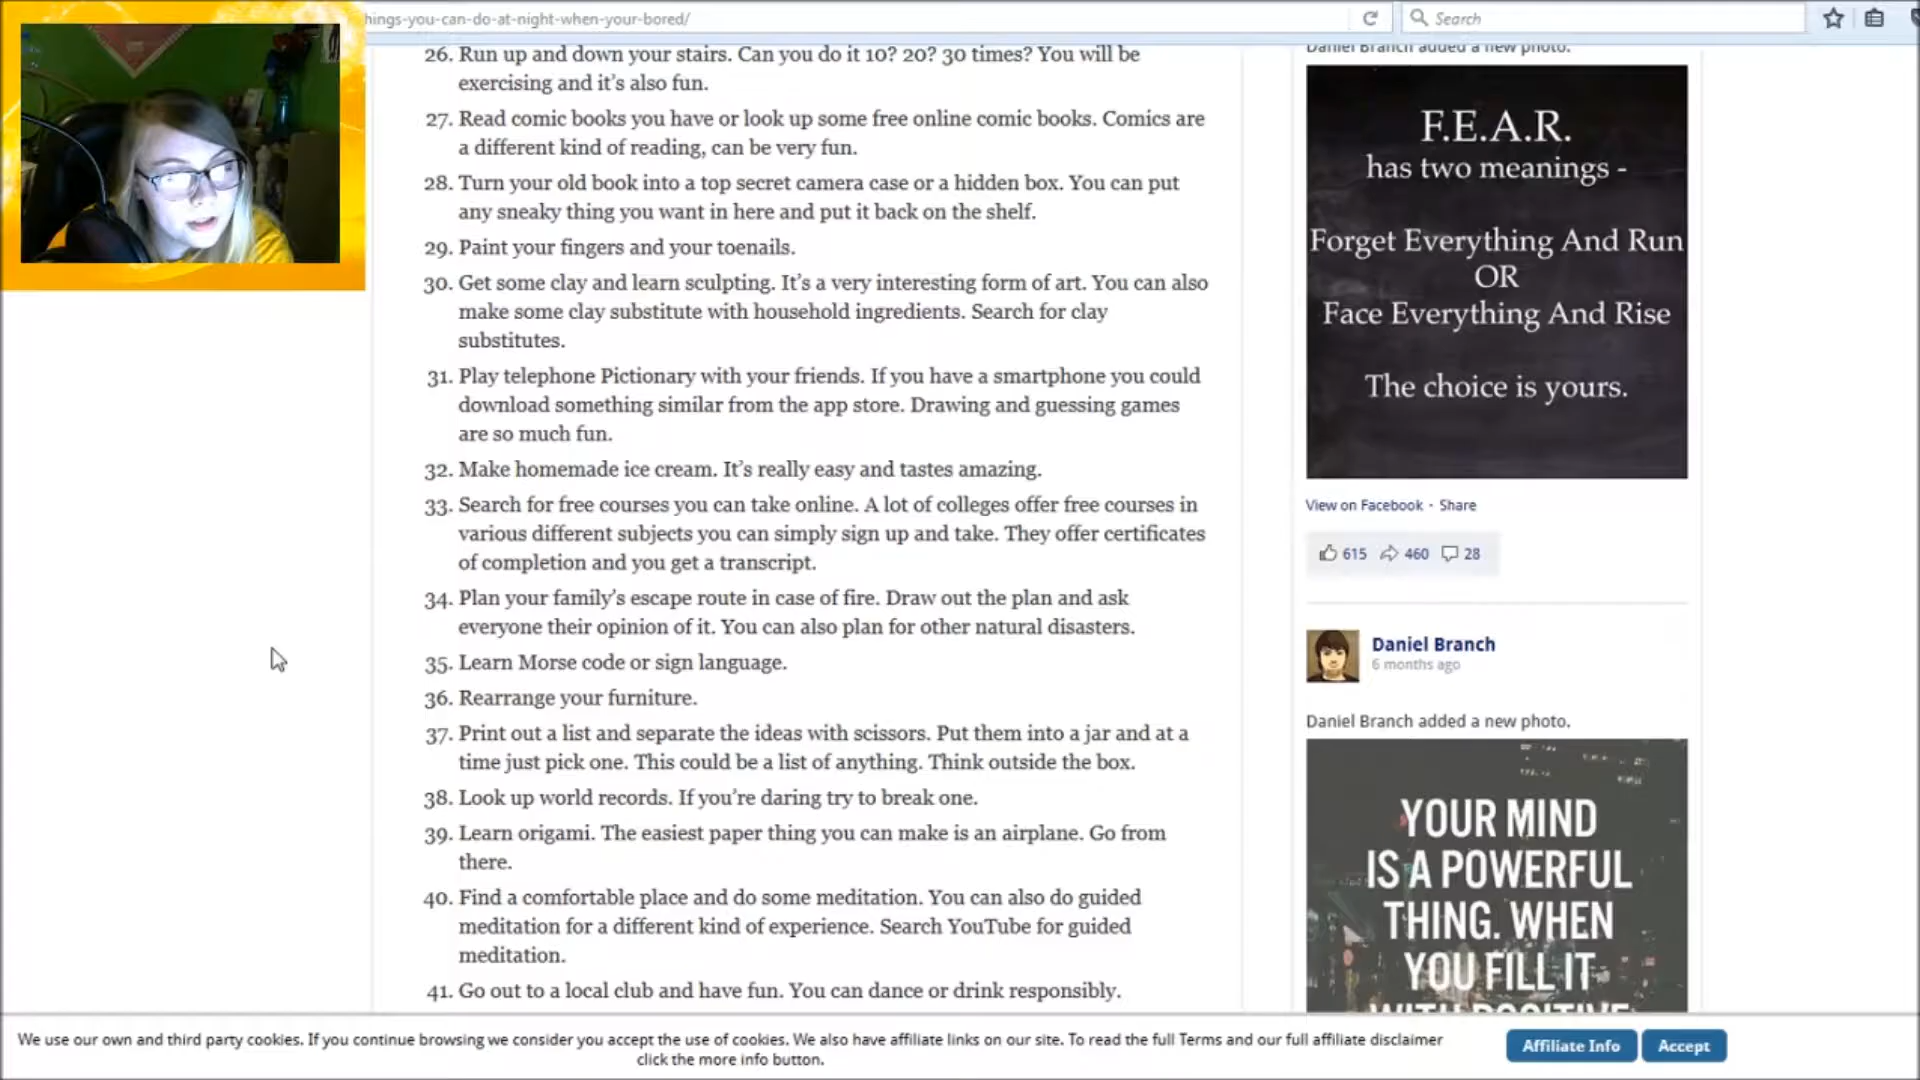 hings-you-can-do-at-night-when-your-bored/
Search
26. Run up and down your stairs. Can you do it 10? 20? 30 times? You will be
exercising and it's also fun.
27. Read comic books you have or look up some free online comic books. Comics are
a different kind of reading, can be very fun.
28. Turn your old book into a top secret camera case or a hidden box. You can put
any sneaky thing you want in here and put it back on the shelf.
29. Paint your fingers and your toenails.
30. Get some clay and learn sculpting. It's a very interesting form of art. You can also
make some clay substitute with household ingredients. Search for clay
substitutes.
31. Play telephone Pictionary with your friends. If you have a smartphone you could
download something similar from the app store. Drawing and guessing games
are so much fun.
32. Make homemade ice cream. It's really easy and tastes amazing.
33. Search for free courses you can take online. A lot of colleges offer free courses in
various different subjects you can simply sign up and take. They offer certificates
of completion and you get a transcript.
34. Plan your family's escape route in case of fire. Draw out the plan and ask
everyone their opinion of it. You can also plan for other natural disasters.
35. Learn Morse code or sign language.
36. Rearrange your furniture.
37. Print out a list and separate the ideas with scissors. Put them into a jar and at a
time just pick one. This could be a list of anything. Think outside the box.
38. Look up world records. If you're daring try to break one.
39. Learn origami. The easiest paper thing you can make is an airplane. Go from
there.
40. Find a comfortable place and do some meditation. You can also do guided
meditation for a different kind of experience. Search YouTube for guided
meditation.
41. Go out to a local club and have fun. You can dance or drink responsibly.
Daniel Branch added a new photo.
F.E.A.R.
has two meanings -
Forget Everything And Run
OR
Face Everything And Rise
The choice is yours.
View on Facebook · Share
615 460 28
Daniel Branch
6 months ago
Daniel Branch added a new photo.
YOUR MIND
IS A POWERFUL
THING. WHEN
YOU FILL IT
WITH POSITIVE
We use our own and third party cookies. If you continue browsing we consider you accept the use of cookies. We also have affiliate links on our site. To read the full Terms and our full affiliate disclaimer
click the more info button.
Affiliate Info
Accept